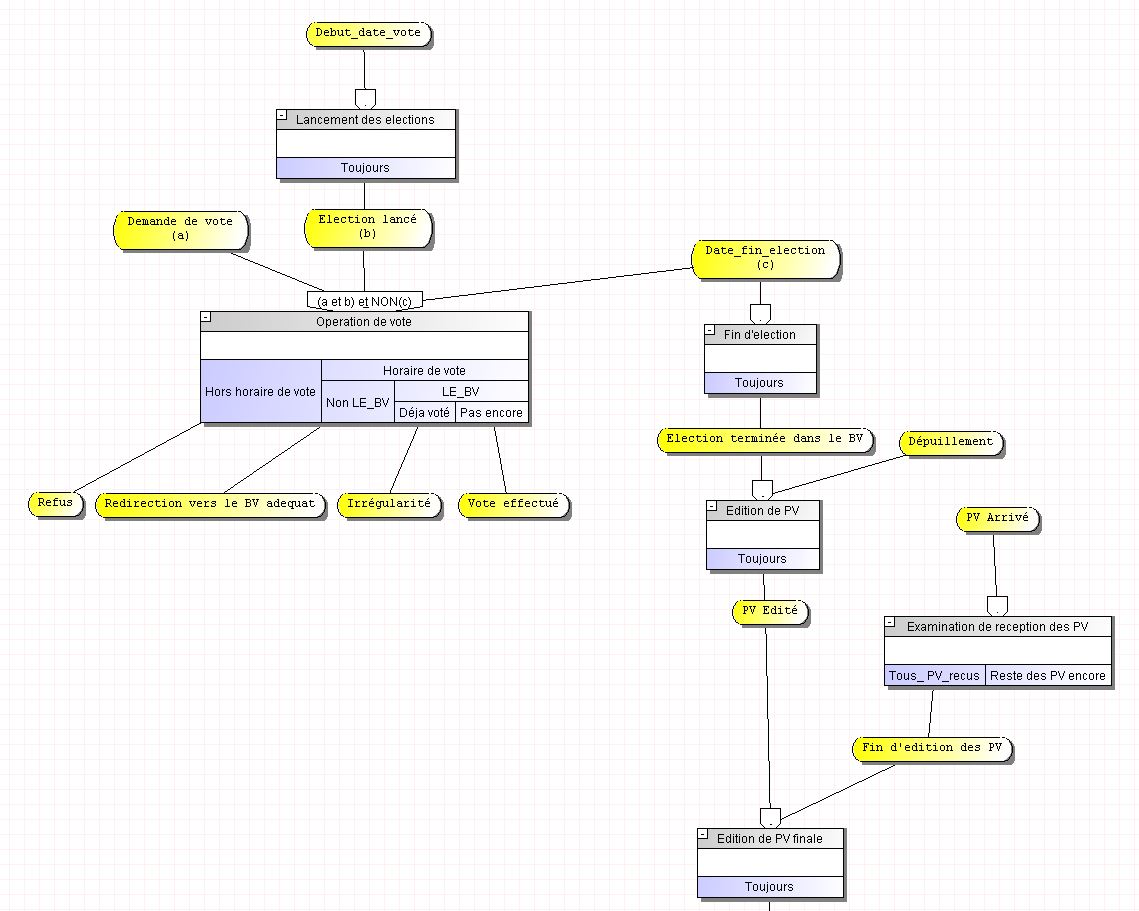 Debut_date_vote
Lancement des elections
Toujours
Demande de vote
(a)
Election lancé
(b)
Date_fin_election
(c)
(a et b) et NON(c)
Operation de vote
Hors horaire de vote
Horaire de vote
Non LE_BV
LE_BV
Déja voté
Pas encore
Refus
Redirection vers le BV adequat
Irrégularité
Vote effectué
Fin d'election
Toujours
Election terminée dans le BV
Dépuillement
Edition de PV
Toujours
PV Edité
PV Arrivé
Examination de reception des PV
Tous_ PV_recus
Reste des PV encore
Fin d'edition des PV
Edition de PV finale
Toujours